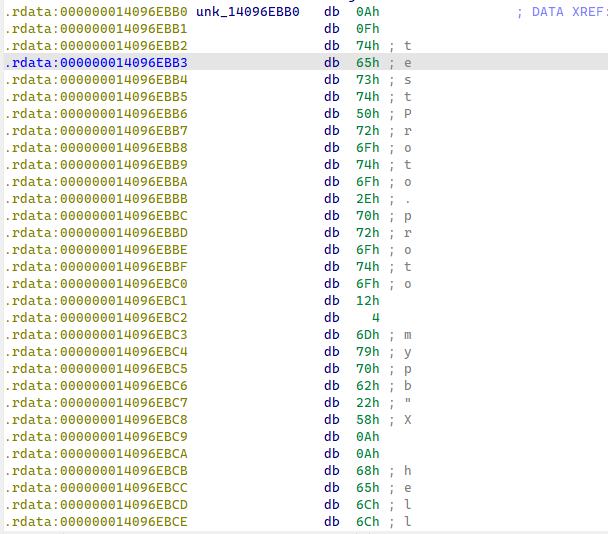 .rdata:000000014096EBB0 unk_14096EBB0 db 0Ah ; DATA XREF:
.rdata:000000014096EBB1 db 0Fh
.rdata:000000014096EBB2 db 74h ; t
.rdata:000000014096EBB3 db 65h ; e
.rdata:000000014096EBB4 db 73h ; s
.rdata:000000014096EBB5 db 74h ; t
.rdata:000000014096EBB6 db 50h ; P
.rdata:000000014096EBB7 db 72h ; r
.rdata:000000014096EBB8 db 6Fh ; o
.rdata:000000014096EBB9 db 74h ; t
.rdata:000000014096EBBA db 6Fh ; o
.rdata:000000014096EBBB db 2Eh ; .
.rdata:000000014096EBBC db 70h ; p
.rdata:000000014096EBBD db 72h ; r
.rdata:000000014096EBBE db 6Fh ; o
.rdata:000000014096EBBF db 74h ; t
.rdata:000000014096EBC0 db 6Fh ; o
.rdata:000000014096EBC1 db 12h
.rdata:000000014096EBC2 db 4
.rdata:000000014096EBC3 db 6Dh ; m
.rdata:000000014096EBC4 db 79h ; y
.rdata:000000014096EBC5 db 70h ; p
.rdata:000000014096EBC6 db 62h ; b
.rdata:000000014096EBC7 db 22h ; "
.rdata:000000014096EBC8 db 58h ; X
.rdata:000000014096EBC9 db 0Ah
.rdata:000000014096EBCA db 0Ah
.rdata:000000014096EBCB db 68h ; h
.rdata:000000014096EBCC db 65h ; e
.rdata:000000014096EBCD db 6Ch ; l
.rdata:000000014096EBCE db 6Ch ; l